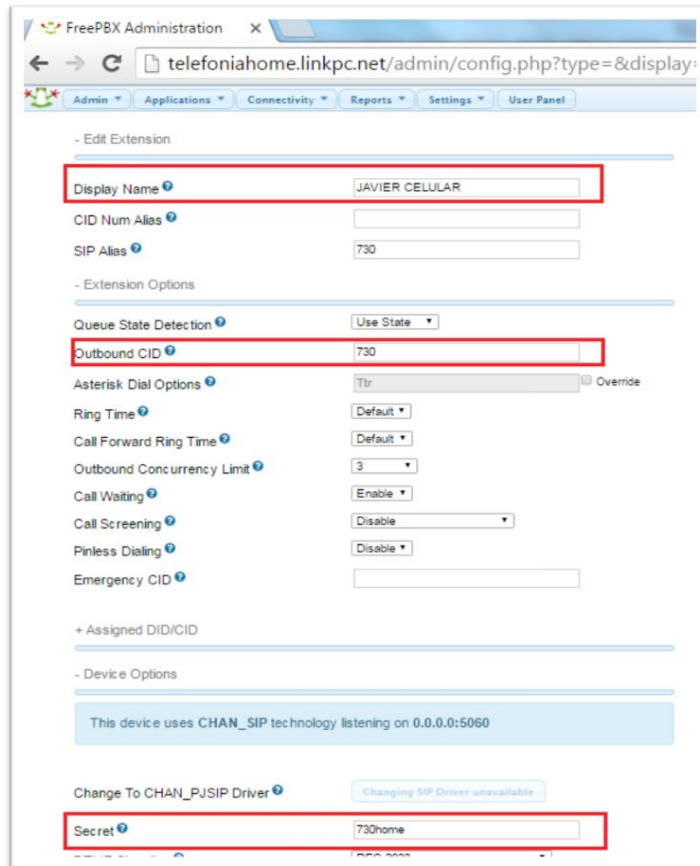 FreePBX Administration
telefoniahome.linkpc.net/admin/config.php?type=&display
Admin Applications Connectivity Reports Settings User Panel
- Edit Extension
Display Name JAVIER CELULAR
CID Num Alias
SIP Alias 730
- Extension Options
Queue State Detection Use State
Outbound CID 730
Asterisk Dial Options Ttr Override
Ring Time Default
Call Forward Ring Time Default
Outbound Concurrency Limit 3
Call Waiting Enable
Call Screening Disable
Pinless Dialing Disable
Emergency CID
+ Assigned DID/CID
- Device Options
This device uses CHAN_SIP technology listening on 0.0.0.0:5060
Change To CHAN_PJSIP Driver Changing SIP Driver unavailable
Secret 730home